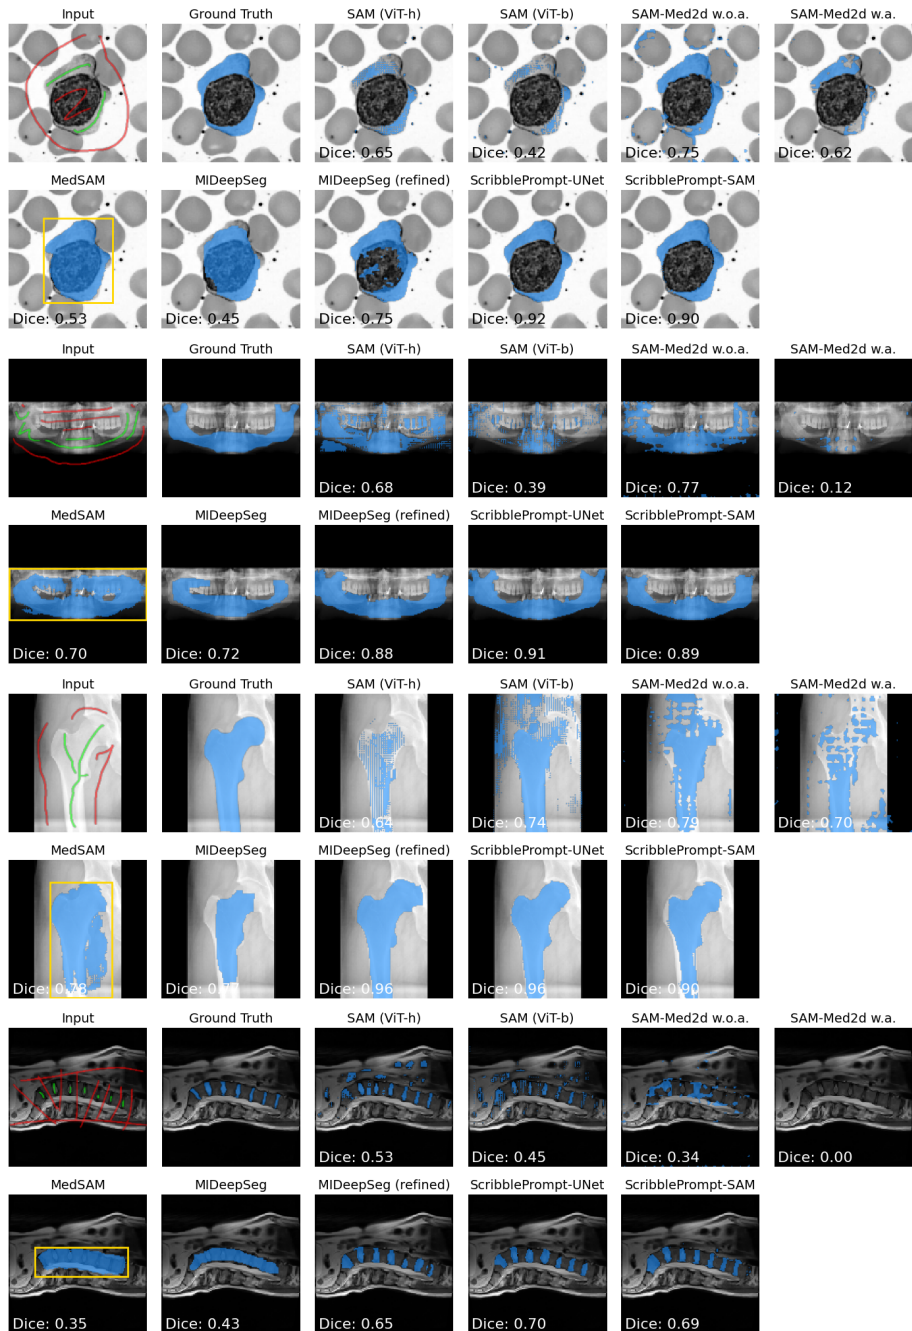 Input Ground Truth SAM (ViT-h) SAM (ViT-b) SAM-Med2d w.o.a. SAM-Med2d w.a.
Dice: 0.65 Dice: 0.42 Dice: 0.75 Dice: 0.62
MedSAM MIDeepSeg MIDeepSeg (refined) ScribblePrompt-UNet ScribblePrompt-SAM
Dice: 0.53 Dice: 0.45 Dice: 0.75 Dice: 0.92 Dice: 0.90
Input Ground Truth SAM (ViT-h) SAM (ViT-b) SAM-Med2d w.o.a. SAM-Med2d w.a.
Dice: 0.68 Dice: 0.39 Dice: 0.77 Dice: 0.12
MedSAM MIDeepSeg MIDeepSeg (refined) ScribblePrompt-UNet ScribblePrompt-SAM
Dice: 0.70 Dice: 0.72 Dice: 0.88 Dice: 0.91 Dice: 0.89
Input Ground Truth SAM (ViT-h) SAM (ViT-b) SAM-Med2d w.o.a. SAM-Med2d w.a.
Dice: 0.64 Dice: 0.74 Dice: 0.79 Dice: 0.70
MedSAM MIDeepSeg MIDeepSeg (refined) ScribblePrompt-UNet ScribblePrompt-SAM
Dice: 0.78 Dice: Dice: 0.96 Dice: 0.96 Dice: 0.90
Input Ground Truth SAM (ViT-h) SAM (ViT-b) SAM-Med2d w.o.a. SAM-Med2d w.a.
Dice: 0.53 Dice: 0.45 Dice: 0.34 Dice: 0.00
MedSAM MIDeepSeg MIDeepSeg (refined) ScribblePrompt-UNet ScribblePrompt-SAM
Dice: 0.35 Dice: 0.43 Dice: 0.65 Dice: 0.70 Dice: 0.69